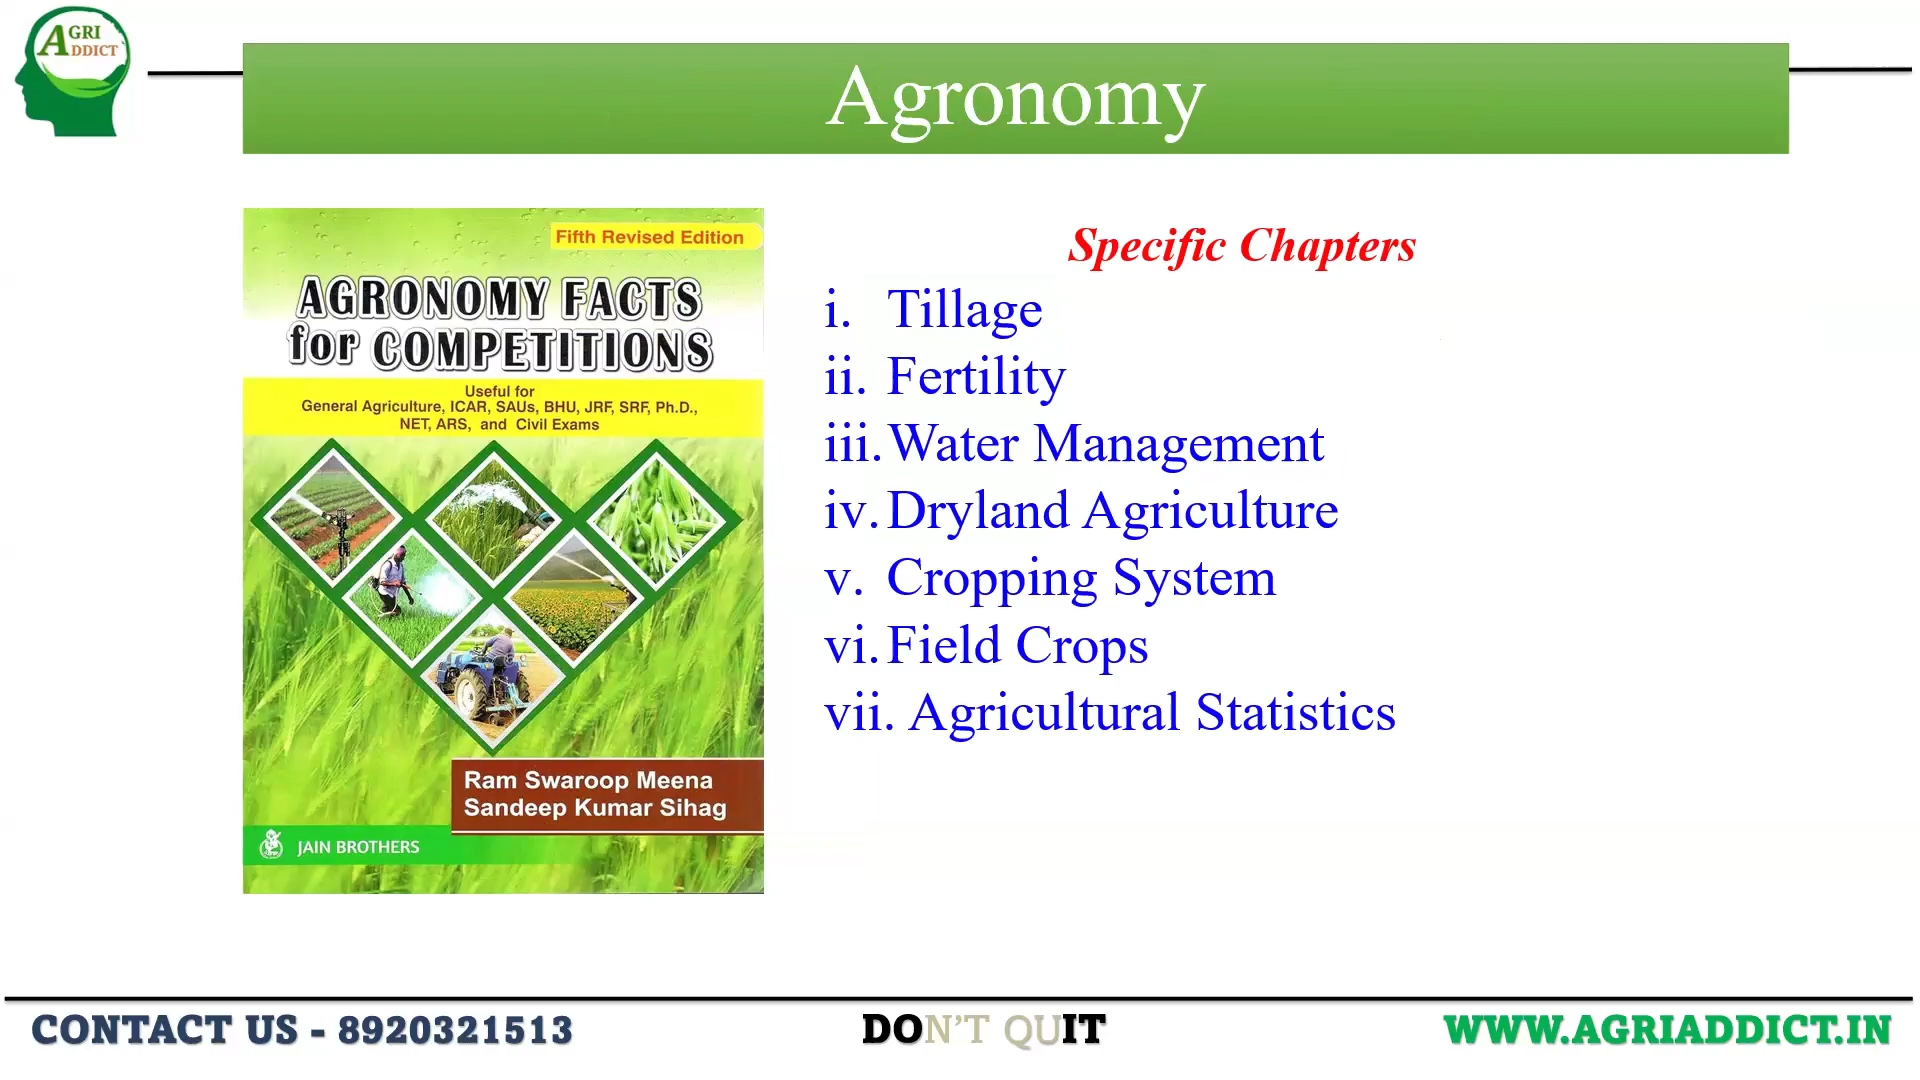 AGRI
ADDICT
Agronomy
Fifth Revised Edition
AGRONOMY FACTS
for COMPETITIONS
Useful for
General Agriculture, ICAR, SAUs, BHU, JRF, SRF, Ph.D.,
NET, ARS, and Civil Exams
Ram Swaroop Meena
Sandeep Kumar Sihag
JAIN BROTHERS
Specific Chapters
i. Tillage
ii. Fertility
iii. Water Management
iv. Dryland Agriculture
v. Cropping System
vi. Field Crops
vii. Agricultural Statistics
CONTACT US - 8920321513
DON'T QUIT
WWW.AGRIADDICT.IN